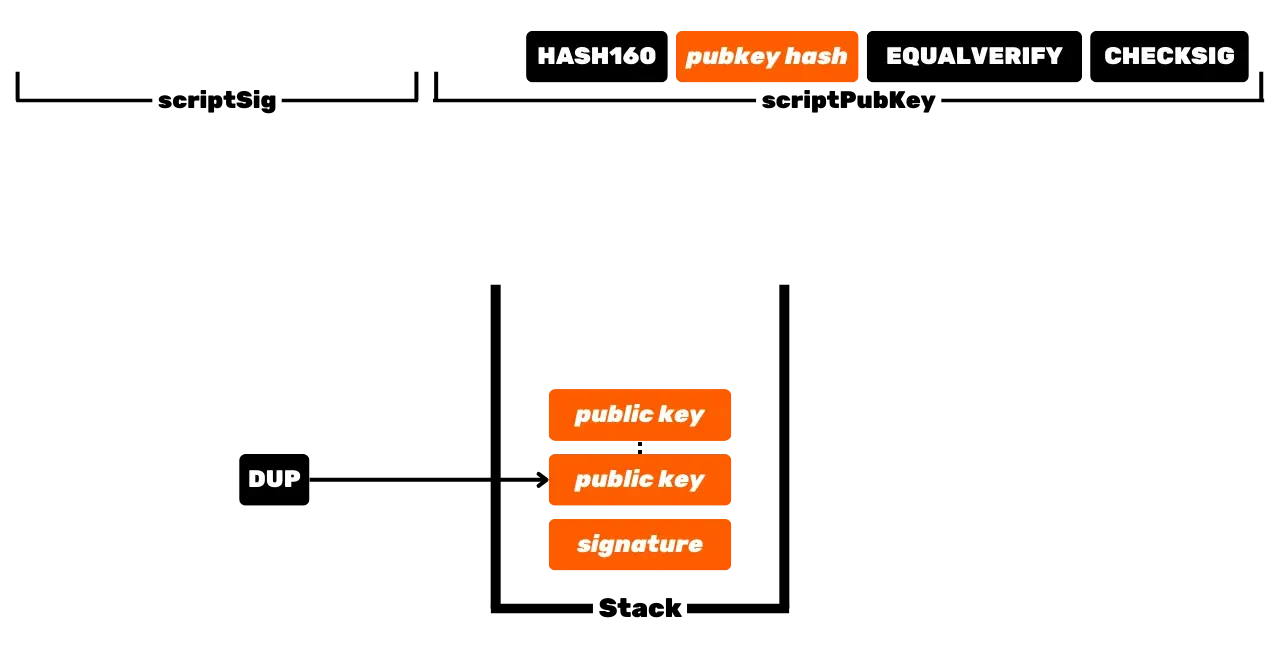 HASH160 pubkey hash EQUALVERIFY CHECKSIG
scriptSig scriptPubKey
public key
DUP public key
signature
Stack